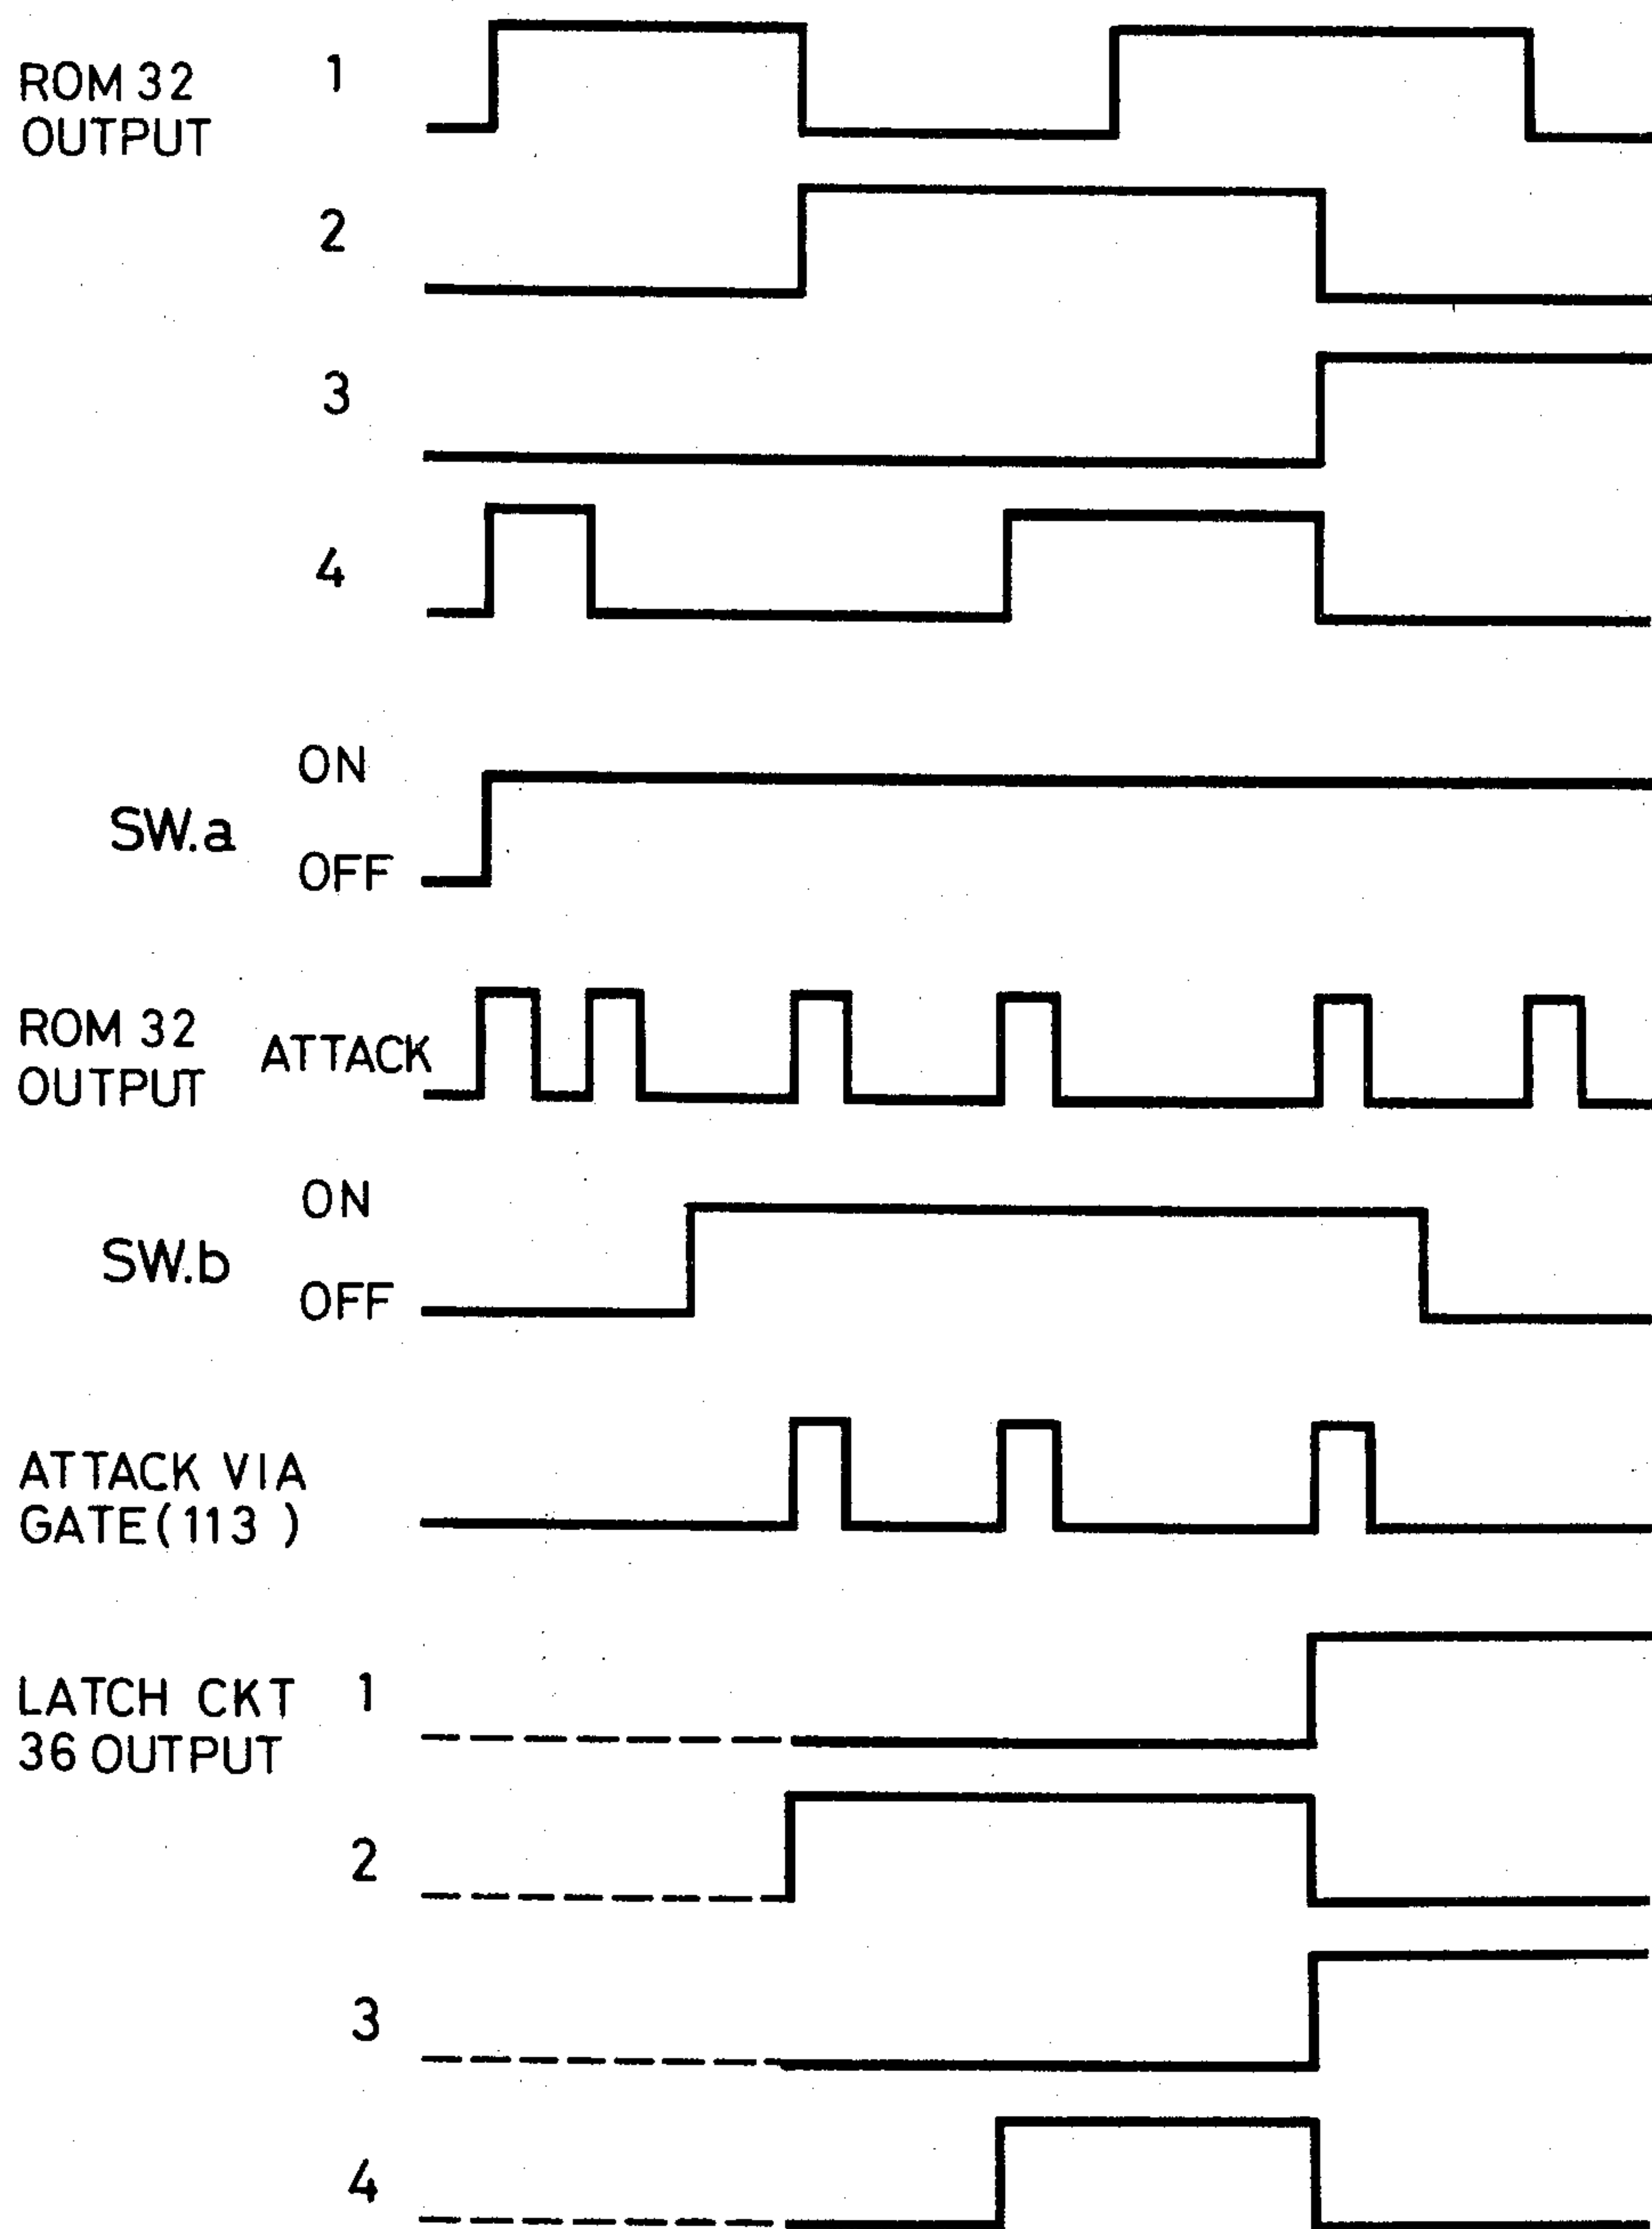 ROM 32
OUTPUT
1
2
3
4
ON
SW.a
OFF
ROM 32
OUTPUT
ATTACK
ON
SW.b
OFF
ATTACK VIA
GATE(113 )
LATCH CKT
36 OUTPUT
1
2
3
4